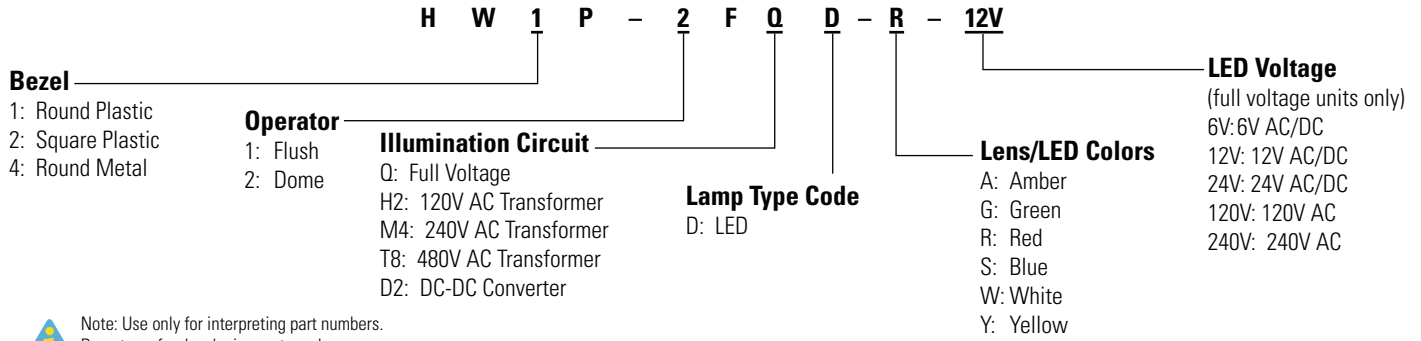 H W 1 P – 2 F Q D – R – 12V
Bezel
1: Round Plastic
2: Square Plastic
4: Round Metal
Operator
1: Flush
2: Dome
Illumination Circuit
Q: Full Voltage
H2: 120V AC Transformer
M4: 240V AC Transformer
T8: 480V AC Transformer
D2: DC-DC Converter
Lamp Type Code
D: LED
Lens/LED Colors
A: Amber
G: Green
R: Red
S: Blue
W: White
Y: Yellow
LED Voltage
(full voltage units only)
6V: 6V AC/DC
12V: 12V AC/DC
24V: 24V AC/DC
120V: 120V AC
240V: 240V AC
Note: Use only for interpreting part numbers.